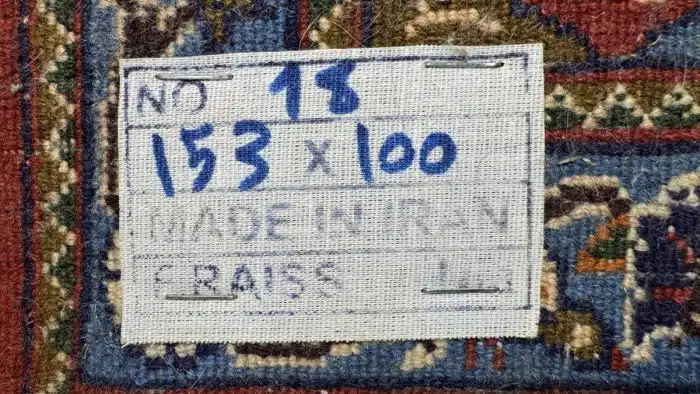 NO 18
153 x 100
MADE IN IRAN
RAISS